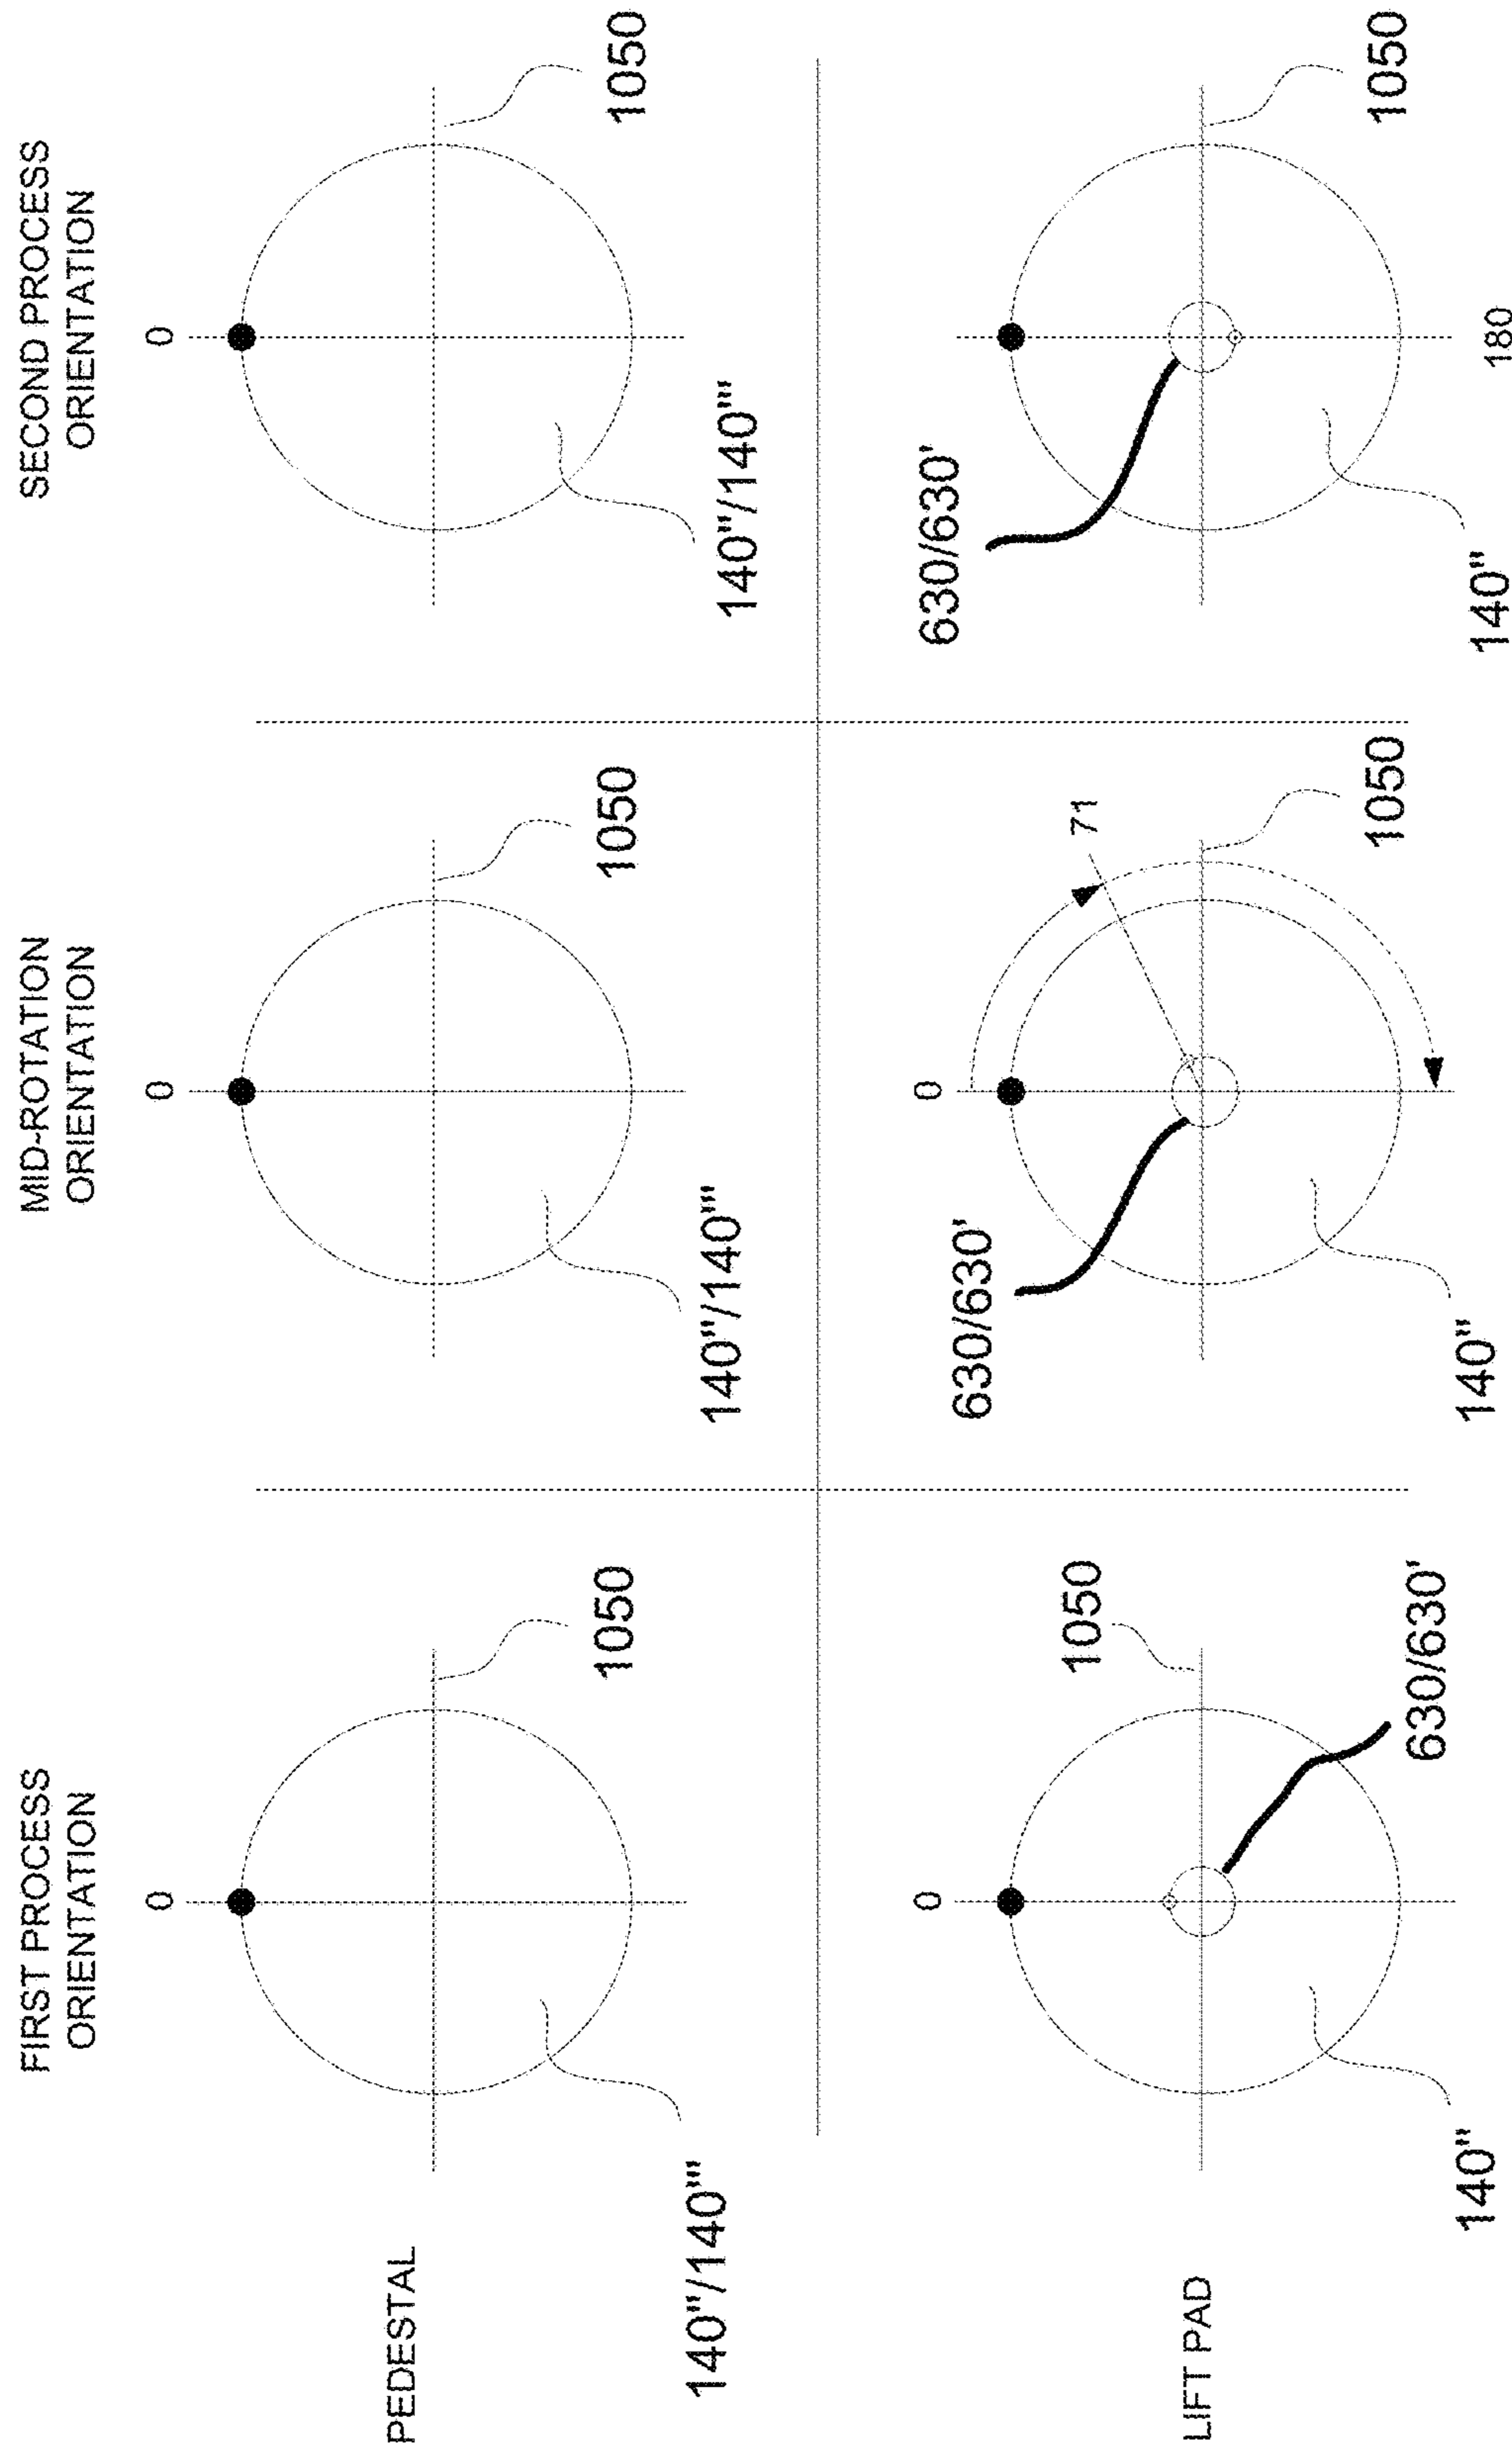 FIRST PROCESS
ORIENTATION
MID-ROTATION
ORIENTATION
SECOND PROCESS
ORIENTATION
0
0
0
PEDESTAL
1050
1050
1050
140"/140'"
140"/140'"
140"/140'"
0
0
630/630'
630/630'
71
1050
1050
1050
LIFT PAD
630/630'
140"
140"
140"
180